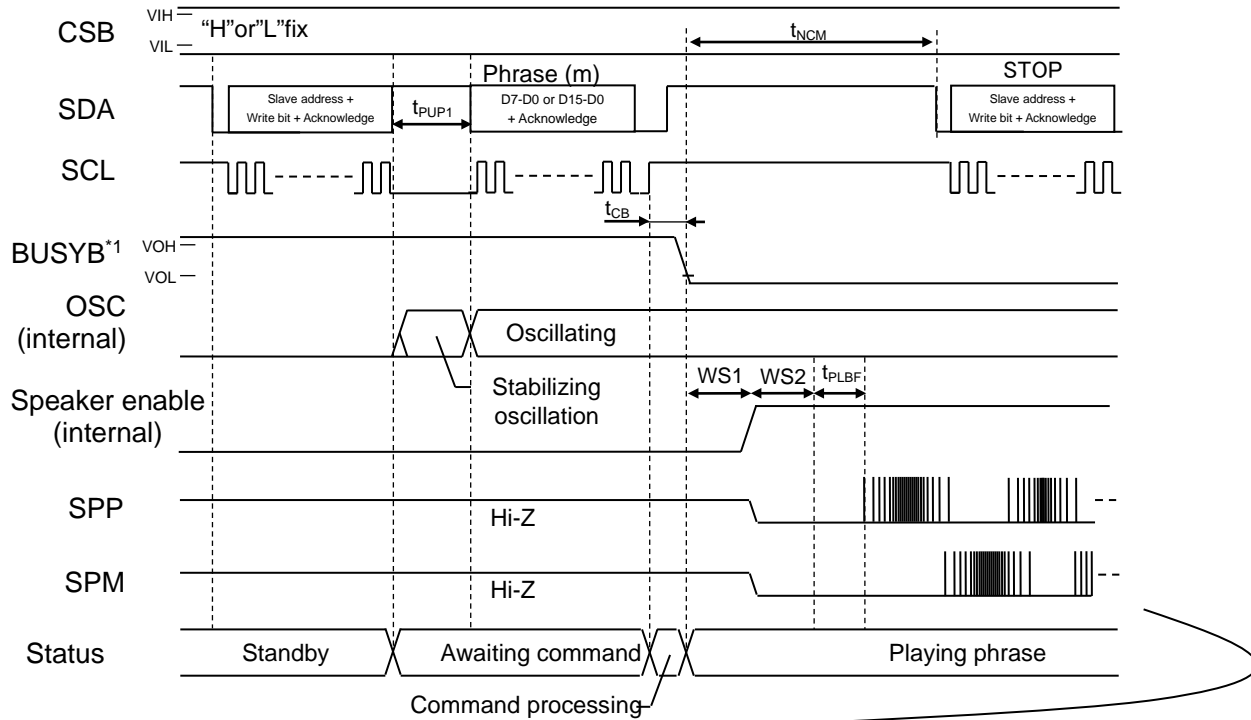 CSB
VIH
VIL
“H”or”L”fix
tNCM
SDA
Slave address +
Write bit + Acknowledge
tPUP1
Phrase (m)
D7-D0 or D15-D0
+ Acknowledge
STOP
Slave address +
Write bit + Acknowledge
SCL
tCB
BUSYB*1
VOH
VOL
OSC
(internal)
Oscillating
Stabilizing
oscillation
WS1
WS2
tPLBF
Speaker enable
(internal)
SPP
Hi-Z
SPM
Hi-Z
Status
Standby
Awaiting command
Playing phrase
Command processing